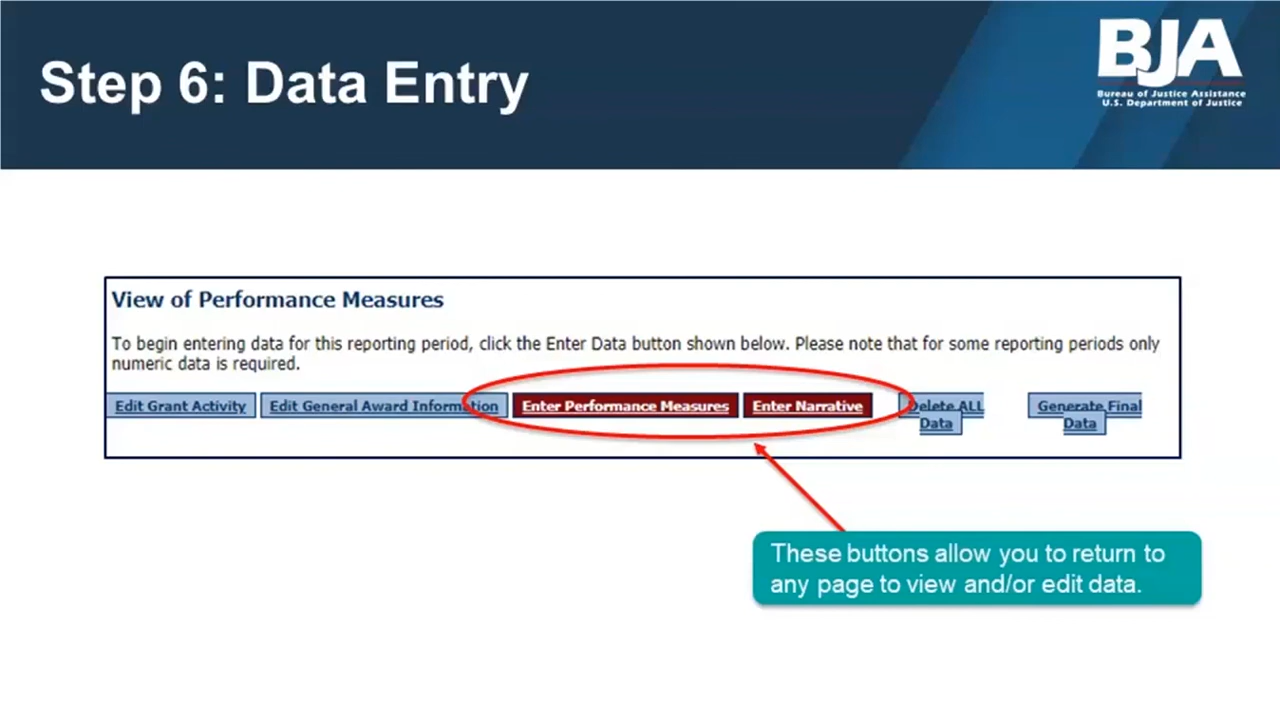 Step 6: Data Entry
BJA
Bureau of Justice Assistance
U.S. Department of Justice
View of Performance Measures
To begin entering data for this reporting period, click the Enter Data button shown below. Please note that for some reporting periods only
numeric data is required.
Edit Grant Activity Edit General Award Information Enter Performance Measures Enter Narrative Delete ALL Generate Final
Data Data
These buttons allow you to return to
any page to view and/or edit data.